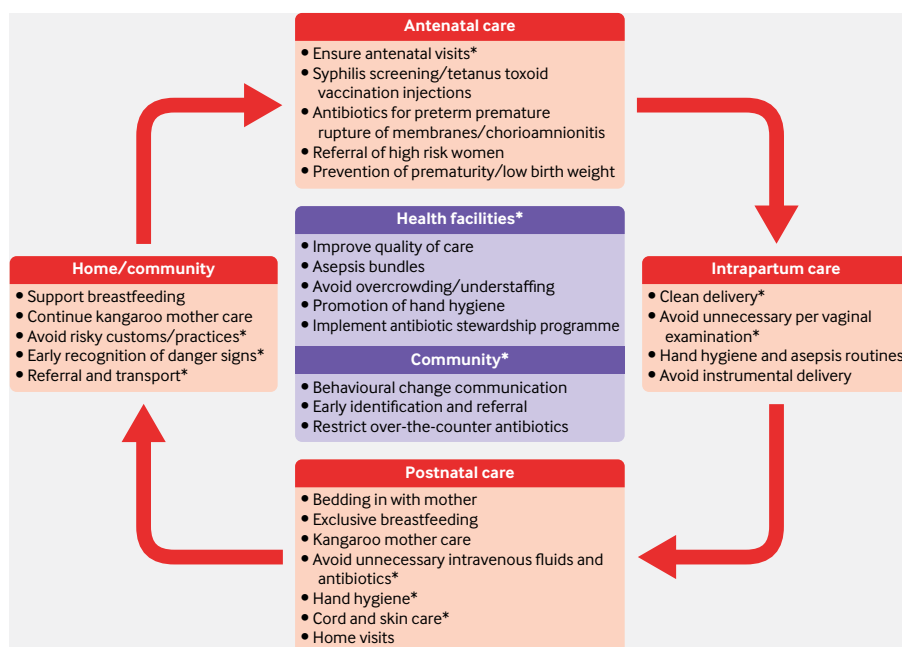 Antenatal care
• Ensure antenatal visits*
• Syphilis screening/tetanus toxoid
vaccination injections
• Antibiotics for preterm premature
rupture of membranes/chorioamnionitis
• Referral of high risk women
• Prevention of prematurity/low birth weight
Health facilities*
• Improve quality of care
• Asepsis bundles
• Avoid overcrowding/understaffing
• Promotion of hand hygiene
• Implement antibiotic stewardship programme
Community*
• Behavioural change communication
• Early identification and referral
• Restrict over-the-counter antibiotics
Home/community
• Support breastfeeding
• Continue kangaroo mother care
• Avoid risky customs/practices*
• Early recognition of danger signs*
• Referral and transport*
Intrapartum care
• Clean delivery*
• Avoid unnecessary per vaginal
examination*
• Hand hygiene and asepsis routines
• Avoid instrumental delivery
Postnatal care
• Bedding in with mother
• Exclusive breastfeeding
• Kangaroo mother care
• Avoid unnecessary intravenous fluids and
antibiotics*
• Hand hygiene*
• Cord and skin care*
• Home visits